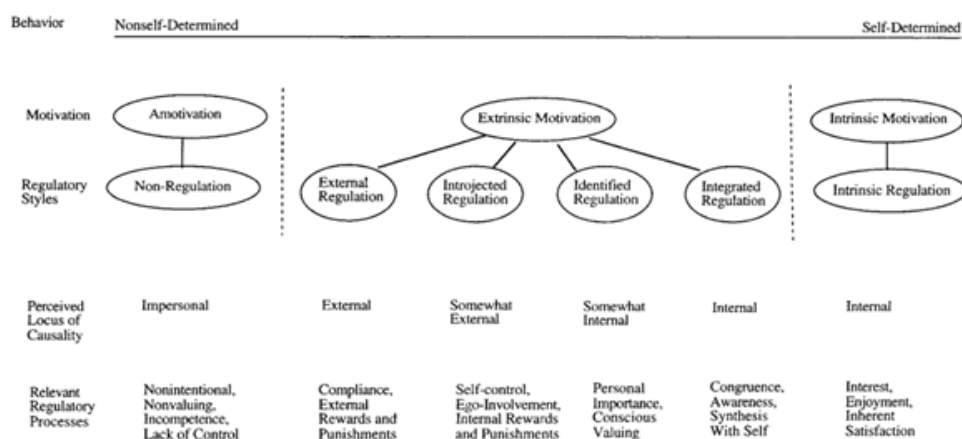 Behavior
Nonself-Determined
Self-Determined
Motivation
Amotivation
Extrinsic Motivation
Intrinsic Motivation
Regulatory
Styles
Non-Regulation
External
Regulation
Introjected
Regulation
Identified
Regulation
Integrated
Regulation
Intrinsic Regulation
Perceived
Locus of
Causality
Impersonal
External
Somewhat
External
Somewhat
Internal
Internal
Internal
Relevant
Regulatory
Processes
Nonintentional,
Nonvaluing,
Incompetence,
Lack of Control
Compliance,
External
Rewards and
Punishments
Self-control,
Ego-Involvement,
Internal Rewards
and Punishments
Personal
Importance,
Conscious
Valuing
Congruence,
Awareness,
Synthesis
With Self
Interest,
Enjoyment,
Inherent
Satisfaction